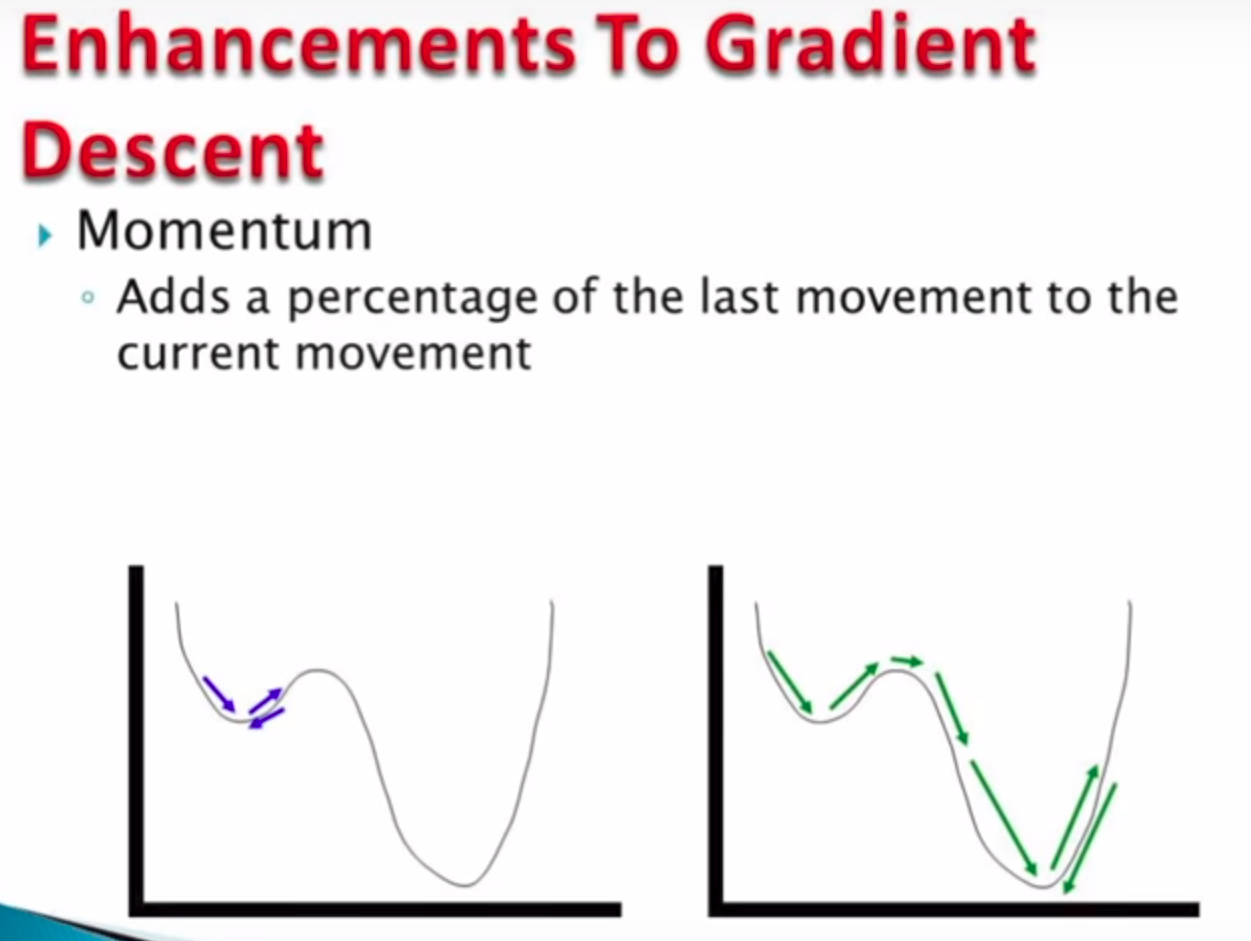 Enhancements To Gradient
Descent
Momentum
Adds a percentage of the last movement to the
current movement